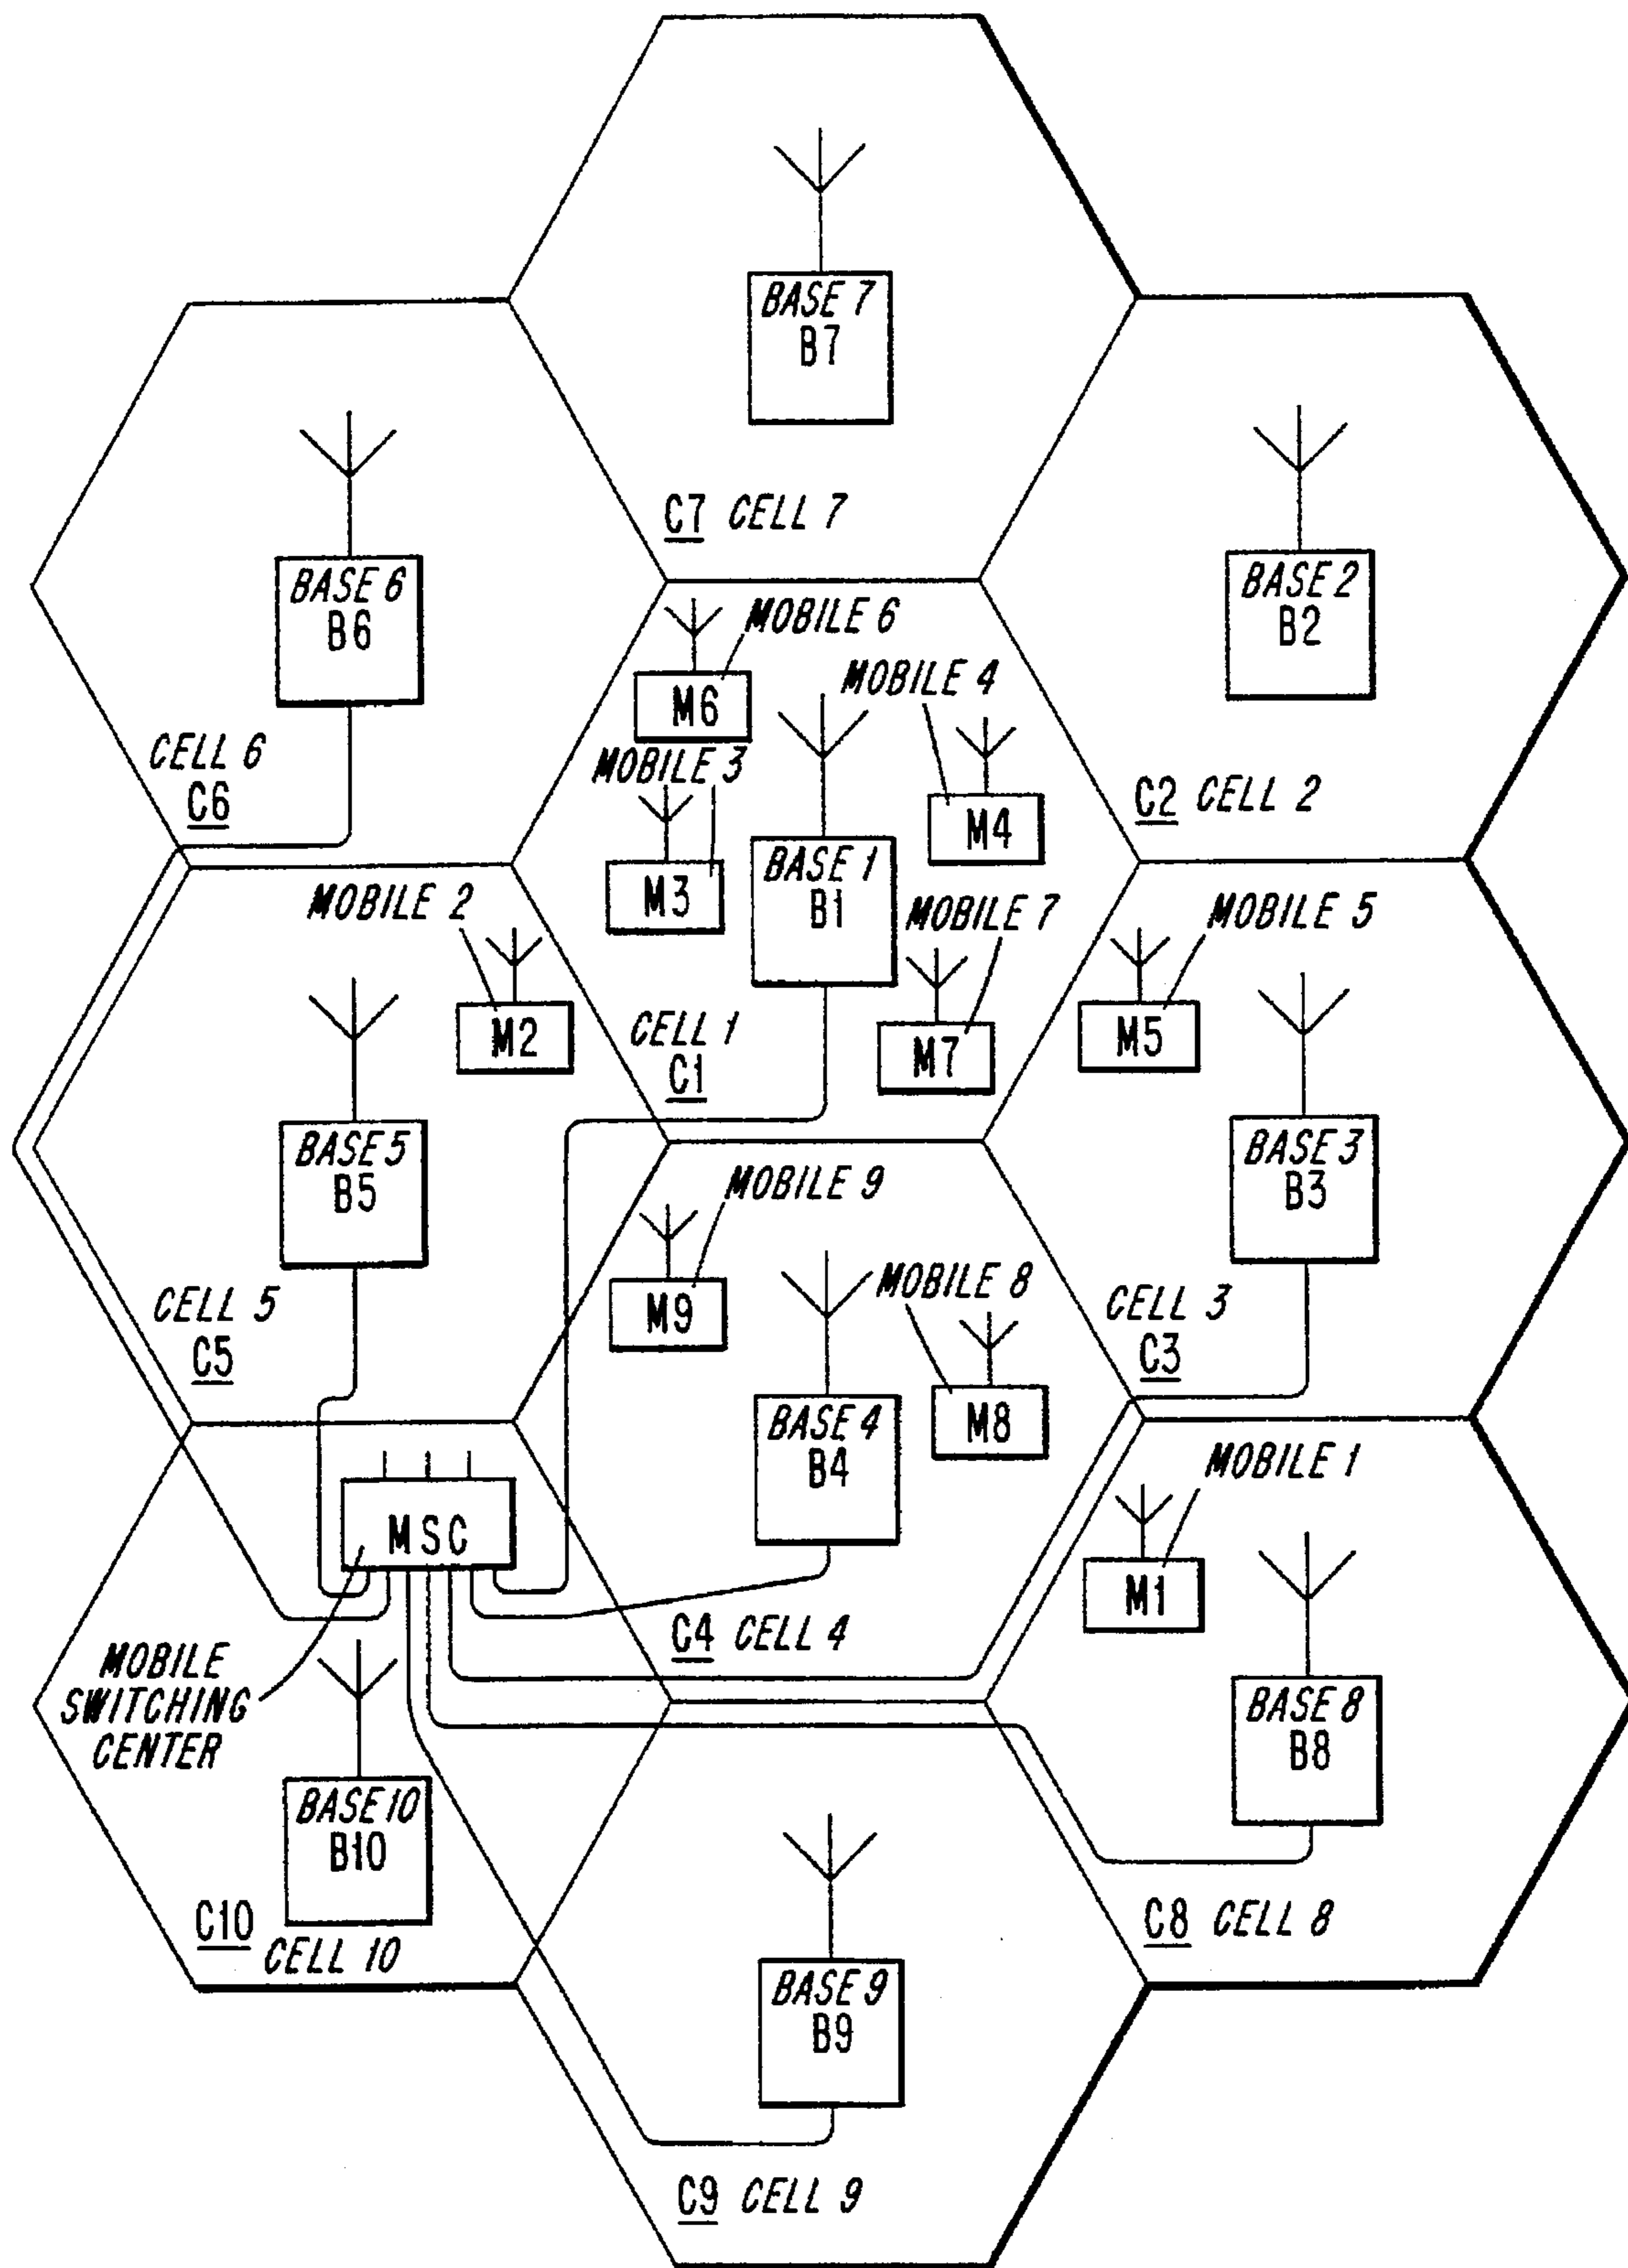 BASE 7
B7
C7 CELL 7
BASE 6
B6
CELL 6
C6
BASE 2
B2
C2 CELL 2
MOBILE 6
M6
MOBILE 4
M4
MOBILE 3
M3
BASE 1
B1
MOBILE 7
M7
CELL 1
C1
MOBILE 2
M2
BASE 5
B5
CELL 5
C5
MOBILE 5
M5
BASE 3
B3
CELL 3
C3
MOBILE 9
M9
MOBILE 8
M8
BASE 4
B4
C4 CELL 4
MSC
MOBILE
SWITCHING
CENTER
BASE 10
B10
C10
CELL 10
MOBILE 1
M1
BASE 8
B8
C8 CELL 8
BASE 9
B9
C9 CELL 9